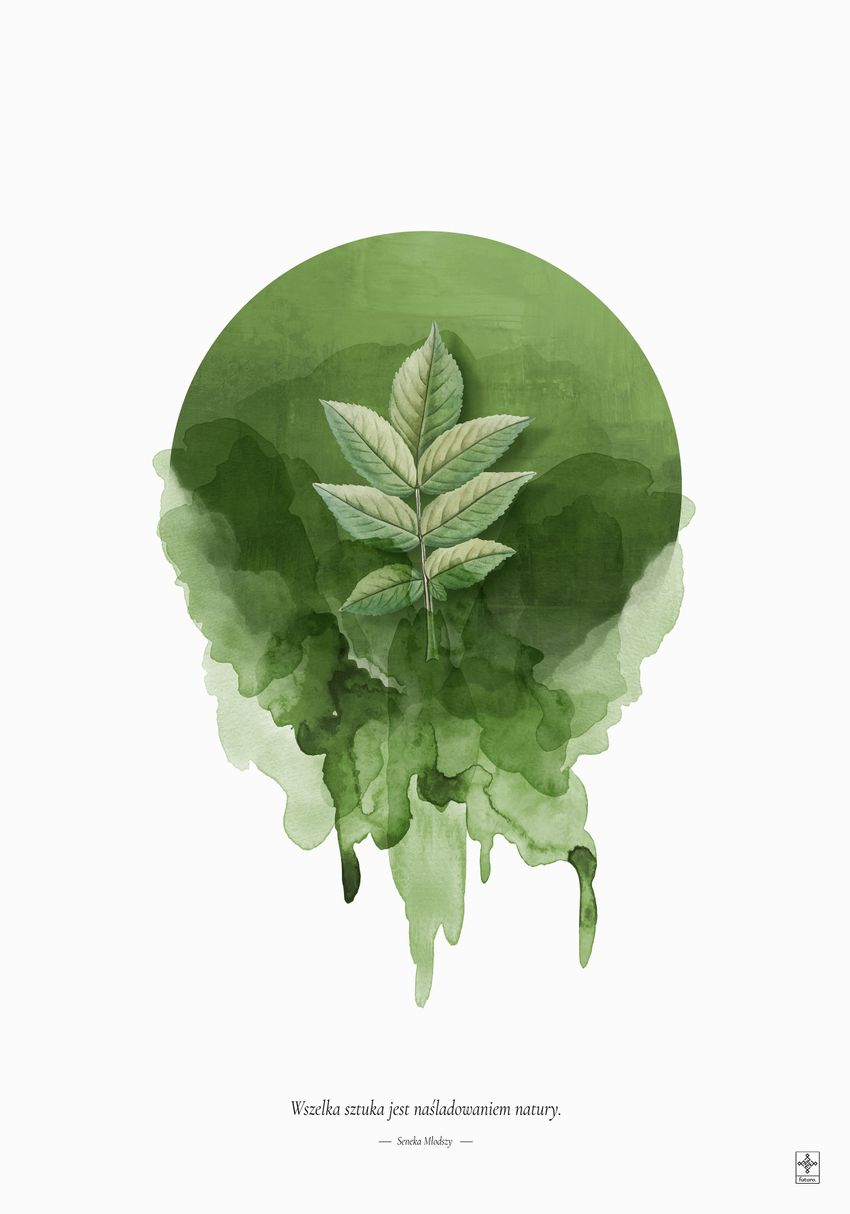 Wszelka sztuka jest naśladowaniem natury.
— Seneka Młodszy —